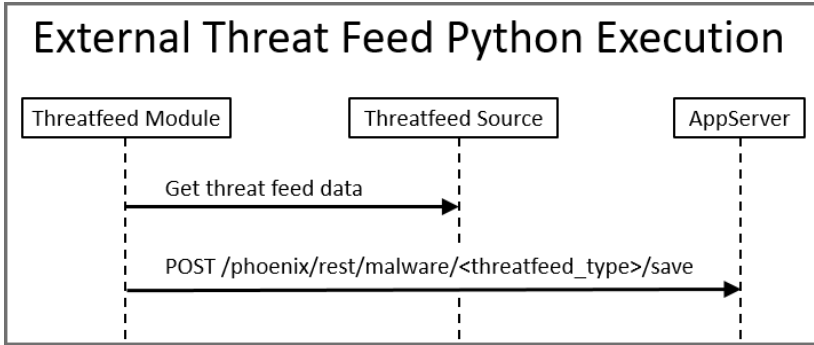 External Threat Feed Python Execution
Threatfeed Module
Threatfeed Source
AppServer
Get threat feed data
POST /phoenix/rest/malware/<threatfeed_type>/save